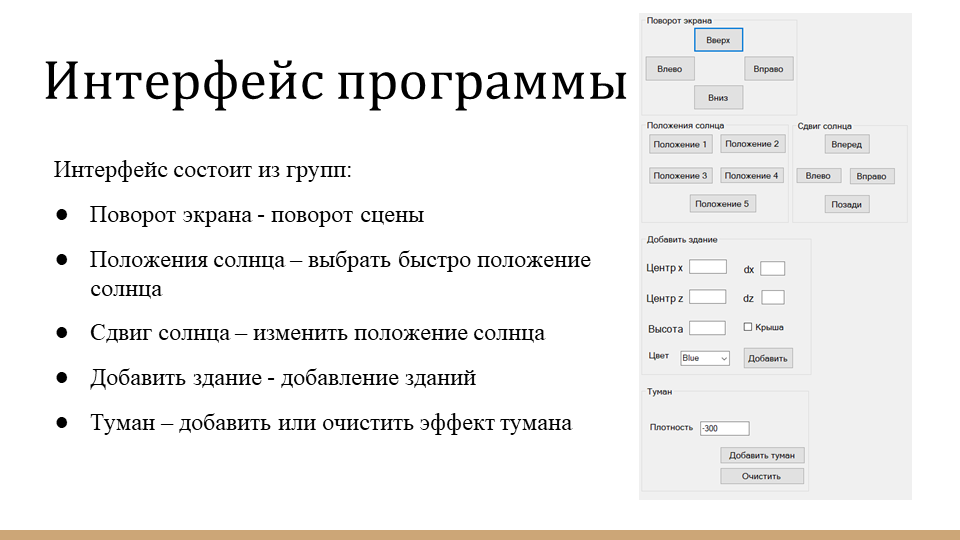 Интерфейс программы
Интерфейс состоит из групп:
● Поворот экрана - поворот сцены
● Положения солнца – выбрать быстро положение
солнца
● Сдвиг солнца – изменить положение солнца
● Добавить здание - добавление зданий
● Туман – добавить или очистить эффект тумана
Поворот экрана
Вверх
Влево Вправо
Вниз
Положения солнца
Положение 1 Положение 2
Положение 3 Положение 4
Положение 5
Сдвиг солнца
Вперед
Влево Вправо
Позади
Добавить здание
Центр x dx
Центр z dz
Высота Крыша
Цвет Blue Добавить
Туман
Плотность -300
Добавить туман
Очистить